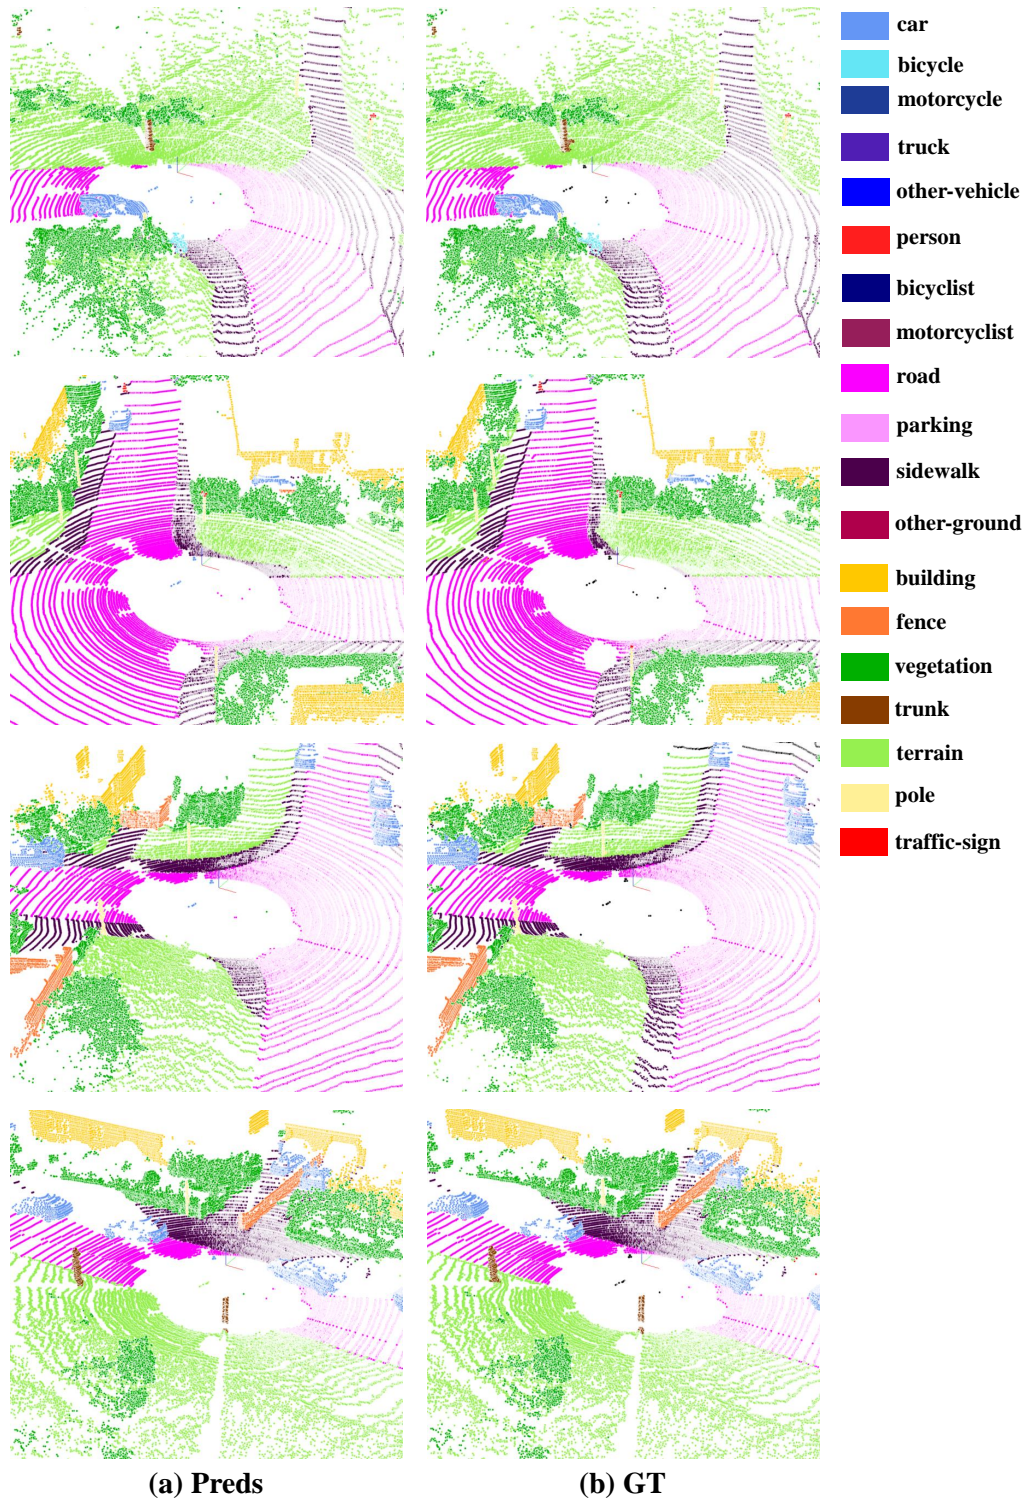 car
bicycle
motorcycle
truck
other-vehicle
person
bicyclist
motorcyclist
road
parking
sidewalk
other-ground
building
fence
vegetation
trunk
terrain
pole
traffic-sign
(a) Preds
(b) GT